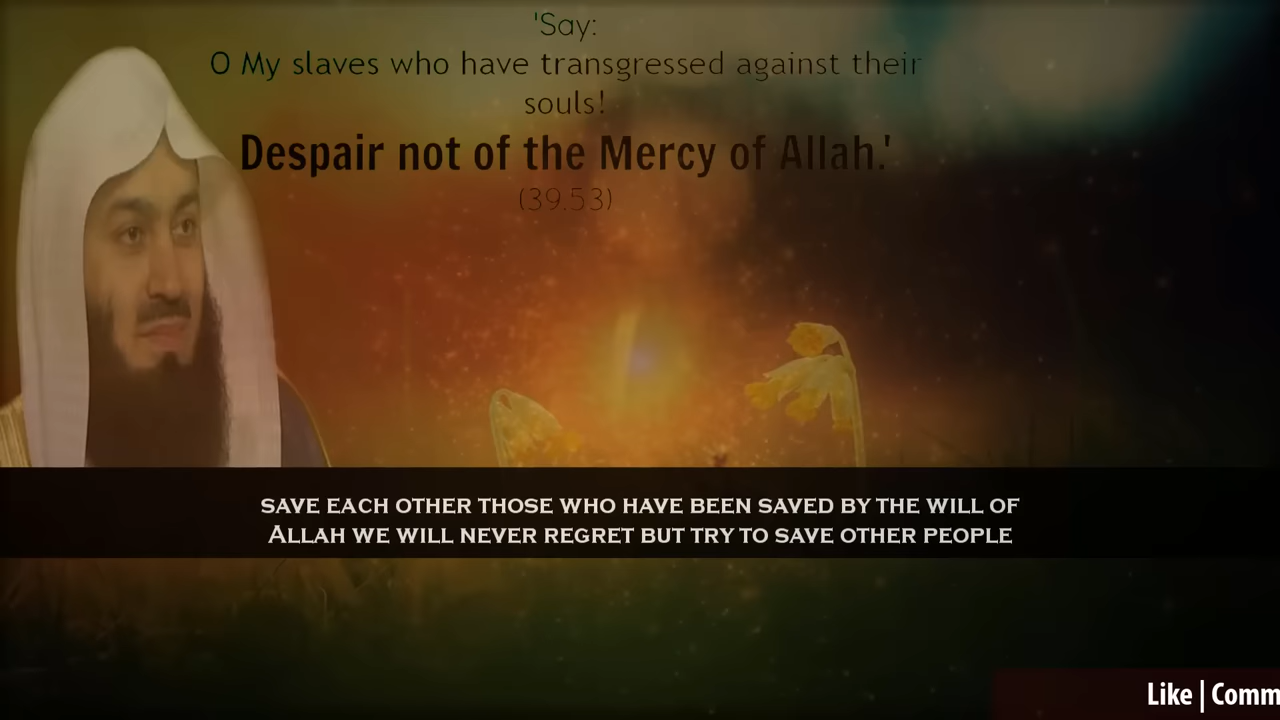 'Say:
O My slaves who have transgressed against their
souls!
Despair not of the Mercy of Allah.'
(39.53)
SAVE EACH OTHER THOSE WHO HAVE BEEN SAVED BY THE WILL OF
ALLAH WE WILL NEVER REGRET BUT TRY TO SAVE OTHER PEOPLE
Like | Comm